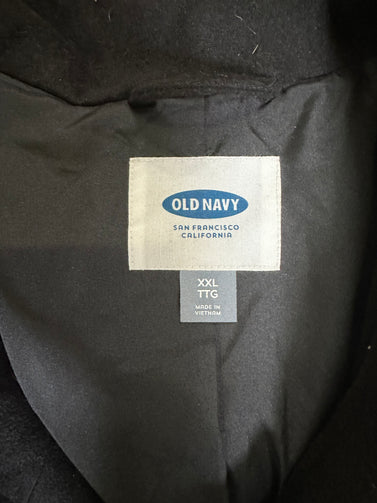 OLD NAVY
SAN FRANCISCO
CALIFORNIA
XXL
TTG
MADE IN
VIETNAM